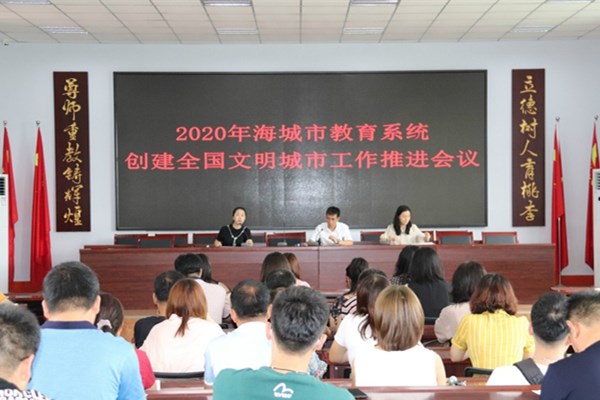 2020年海城市教育系统
创建全国文明城市工作推进会议
尊师重教铸辉煌
立德树人育桃李